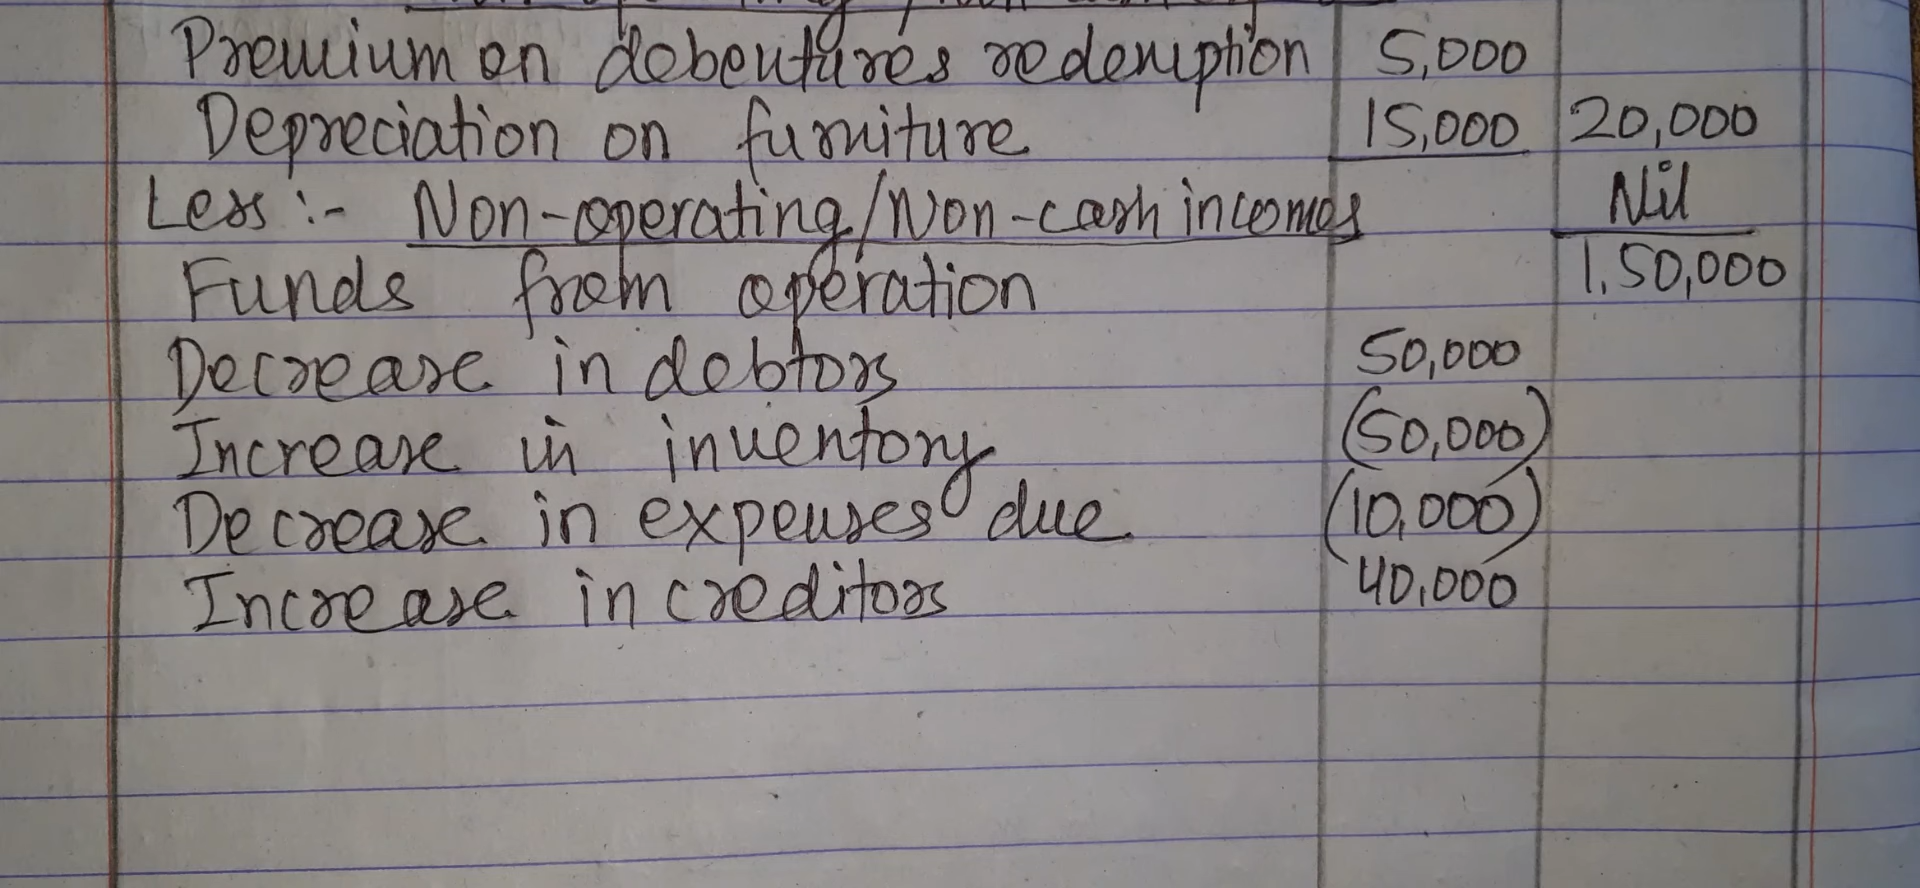 Premium on debentures redemption 5,000
Depreciation on furniture 15,000 20,000
Less :- Non-operating/Non-cash incomes Nil
Funds from operation 1,50,000
Decrease in debtors 50,000
Increase in inventory (50,000)
Decrease in expenses due (10,000)
Increase in creditors 40,000